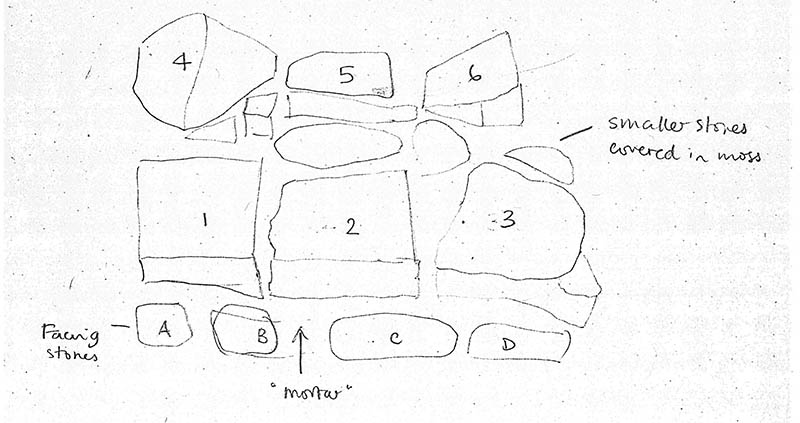 4
5
6
smaller stones
covered in moss
1
2
3
Facing
stones
A
B
C
D
"mortar"